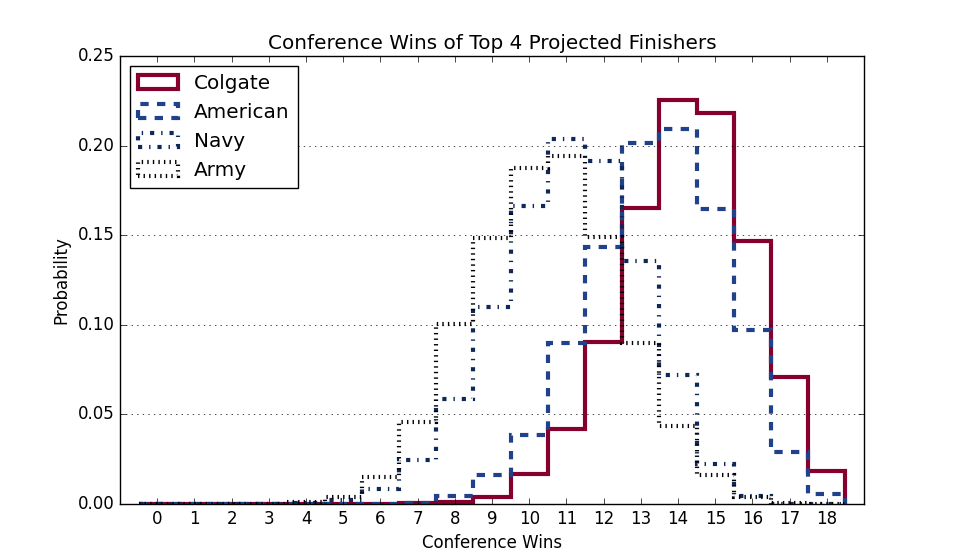 Conference Wins of Top 4 Projected Finishers
Colgate
American
Navy
Army
Probability
0.25
0.20
0.15
0.10
0.05
0.00
0 1 2 3 4 5 6 7 8 9 10 11 12 13 14 15 16 17 18
Conference Wins